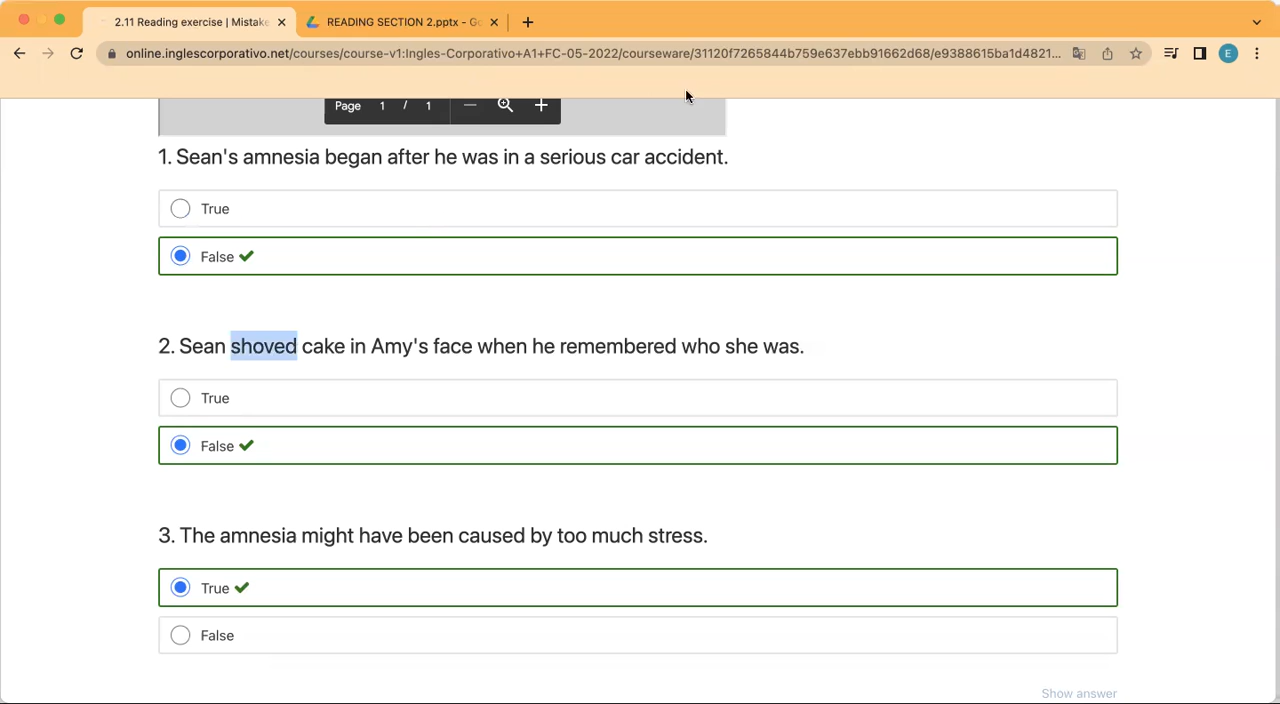 2.11 Reading exercise | Mistake
READING SECTION 2.pptx - Go
online.inglescorporativo.net/courses/course-v1:Ingles-Corporativo+A1+FC-05-2022/courseware/31120f7265844b759e637ebb91662d68/e9388615ba1d4821...
E
Page 1 / 1
1. Sean's amnesia began after he was in a serious car accident.
True
False
2. Sean shoved cake in Amy's face when he remembered who she was.
True
False
3. The amnesia might have been caused by too much stress.
True
False
Show answer